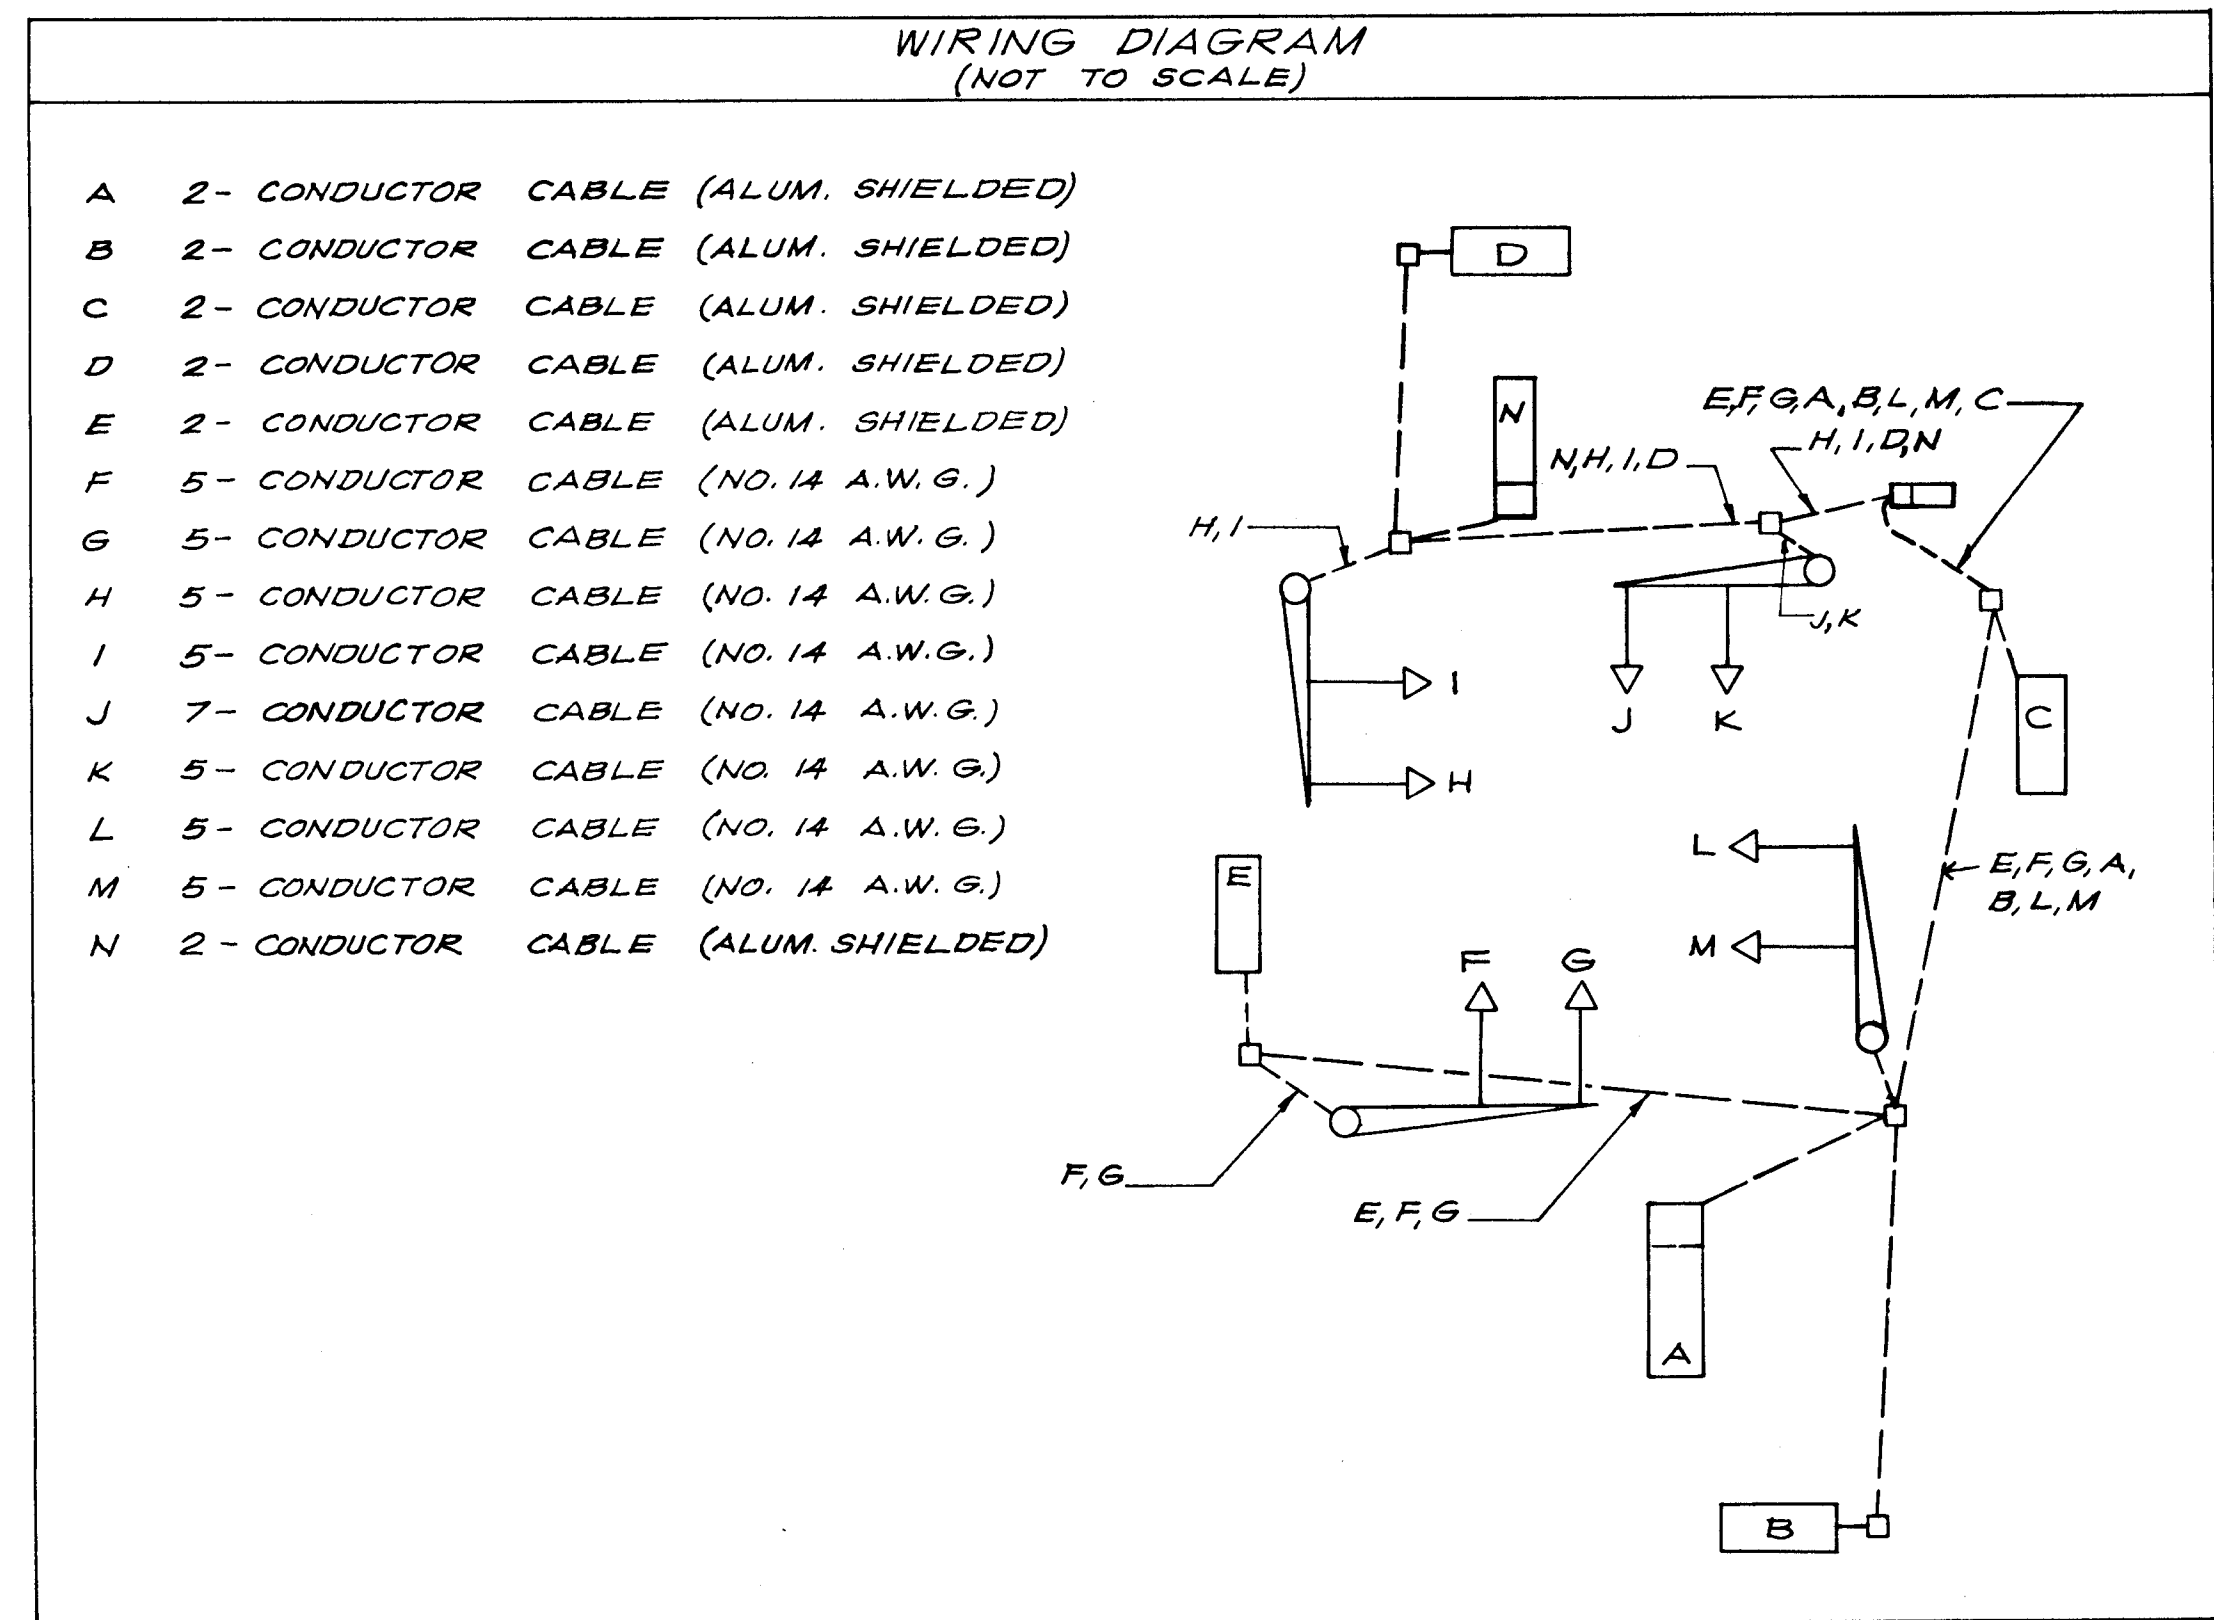 WIRING DIAGRAM
(NOT TO SCALE)
A 2- CONDUCTOR CABLE (ALUM. SHIELDED)
B 2- CONDUCTOR CABLE (ALUM. SHIELDED)
C 2- CONDUCTOR CABLE (ALUM. SHIELDED)
D 2- CONDUCTOR CABLE (ALUM. SHIELDED)
E 2- CONDUCTOR CABLE (ALUM. SHIELDED)
F 5- CONDUCTOR CABLE (NO. 14 A.W.G.)
G 5- CONDUCTOR CABLE (NO. 14 A.W.G.)
H 5- CONDUCTOR CABLE (NO. 14 A.W.G.)
I 5- CONDUCTOR CABLE (NO. 14 A.W.G.)
J 7- CONDUCTOR CABLE (NO. 14 A.W.G.)
K 5- CONDUCTOR CABLE (NO. 14 A.W.G.)
L 5- CONDUCTOR CABLE (NO. 14 A.W.G.)
M 5- CONDUCTOR CABLE (NO. 14 A.W.G.)
N 2- CONDUCTOR CABLE (ALUM. SHIELDED)
D
N
E,F,G,A,B,L,M,C
H,I,D,N
N,H,I,D
H,I
J,K
I
J
K
C
H
L
E
E,F,G,A,
B,L,M
M
F
G
F,G
E,F,G
A
B